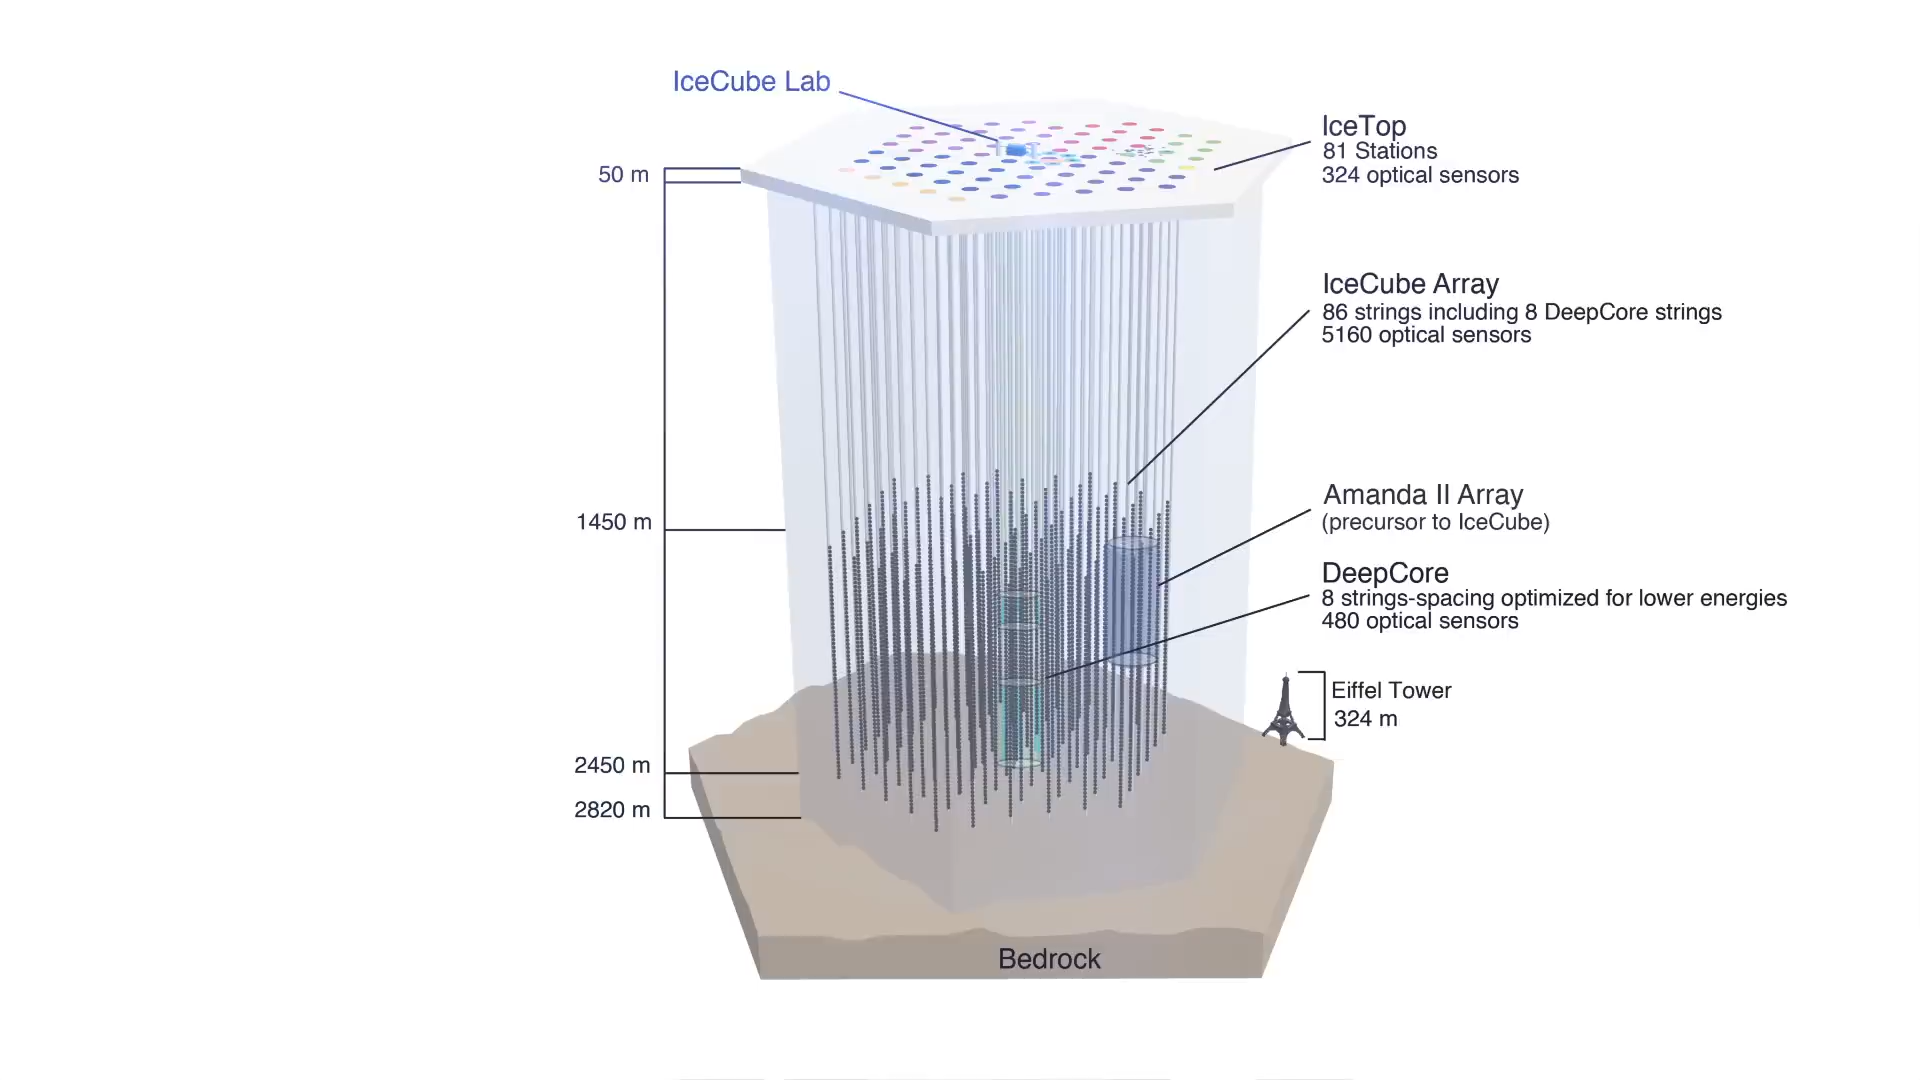 IceCube Lab
IceTop
81 Stations
324 optical sensors
50 m
IceCube Array
86 strings including 8 DeepCore strings
5160 optical sensors
Amanda II Array
(precursor to IceCube)
1450 m
DeepCore
8 strings-spacing optimized for lower energies
480 optical sensors
Eiffel Tower
324 m
2450 m
2820 m
Bedrock